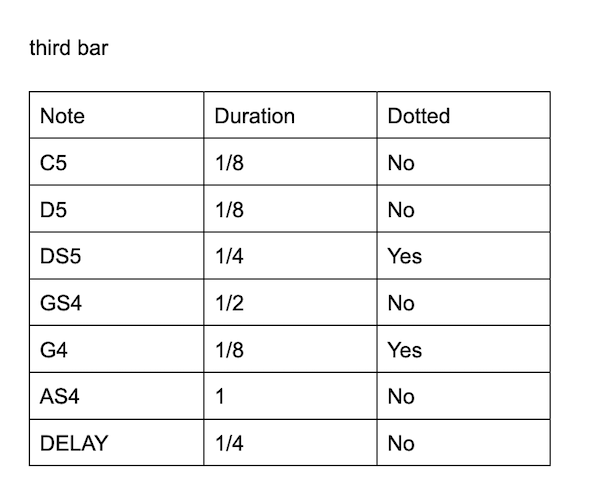 third bar
Note Duration Dotted
C5 1/8 No
D5 1/8 No
DS5 1/4 Yes
GS4 1/2 No
G4 1/8 Yes
AS4 1 No
DELAY 1/4 No